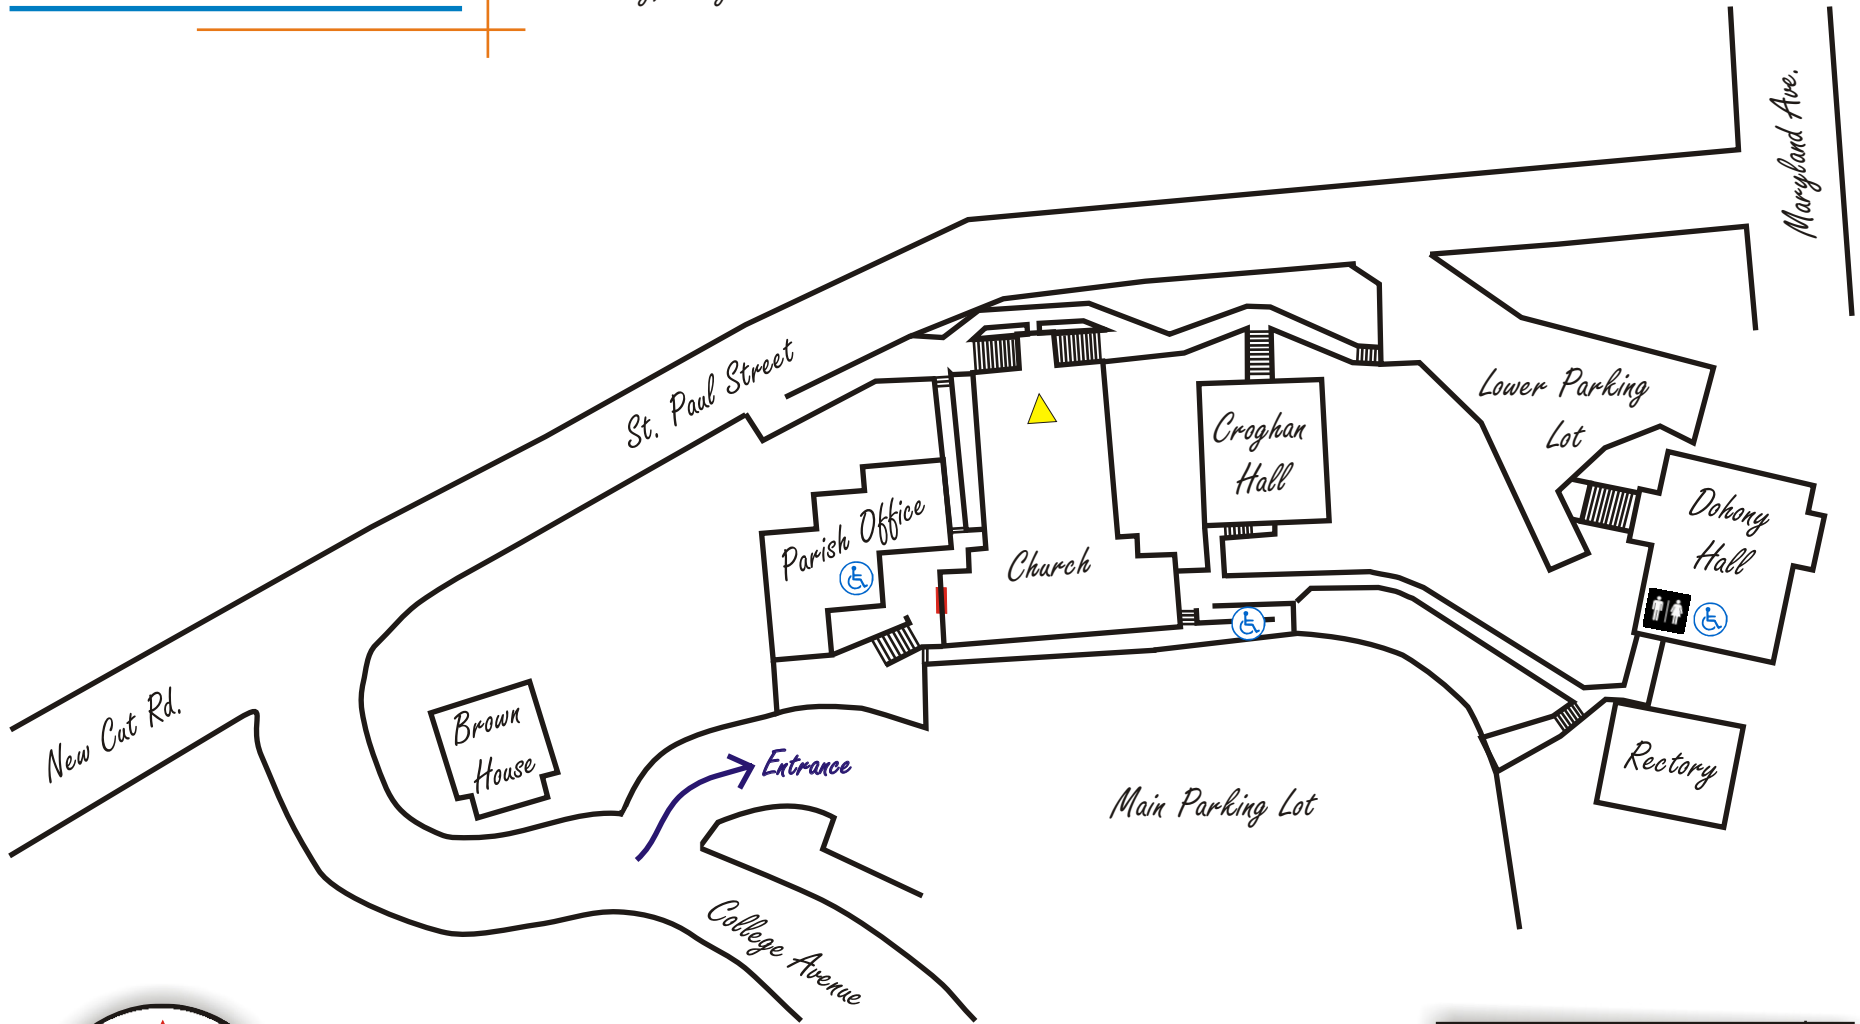 Maryland Ave.
St. Paul Street
Lower Parking
Lot
Croghan
Hall
Dohony
Hall
Parish Office
Church
New Cut Rd.
Brown
House
Entrance
Main Parking Lot
Rectory
College Avenue